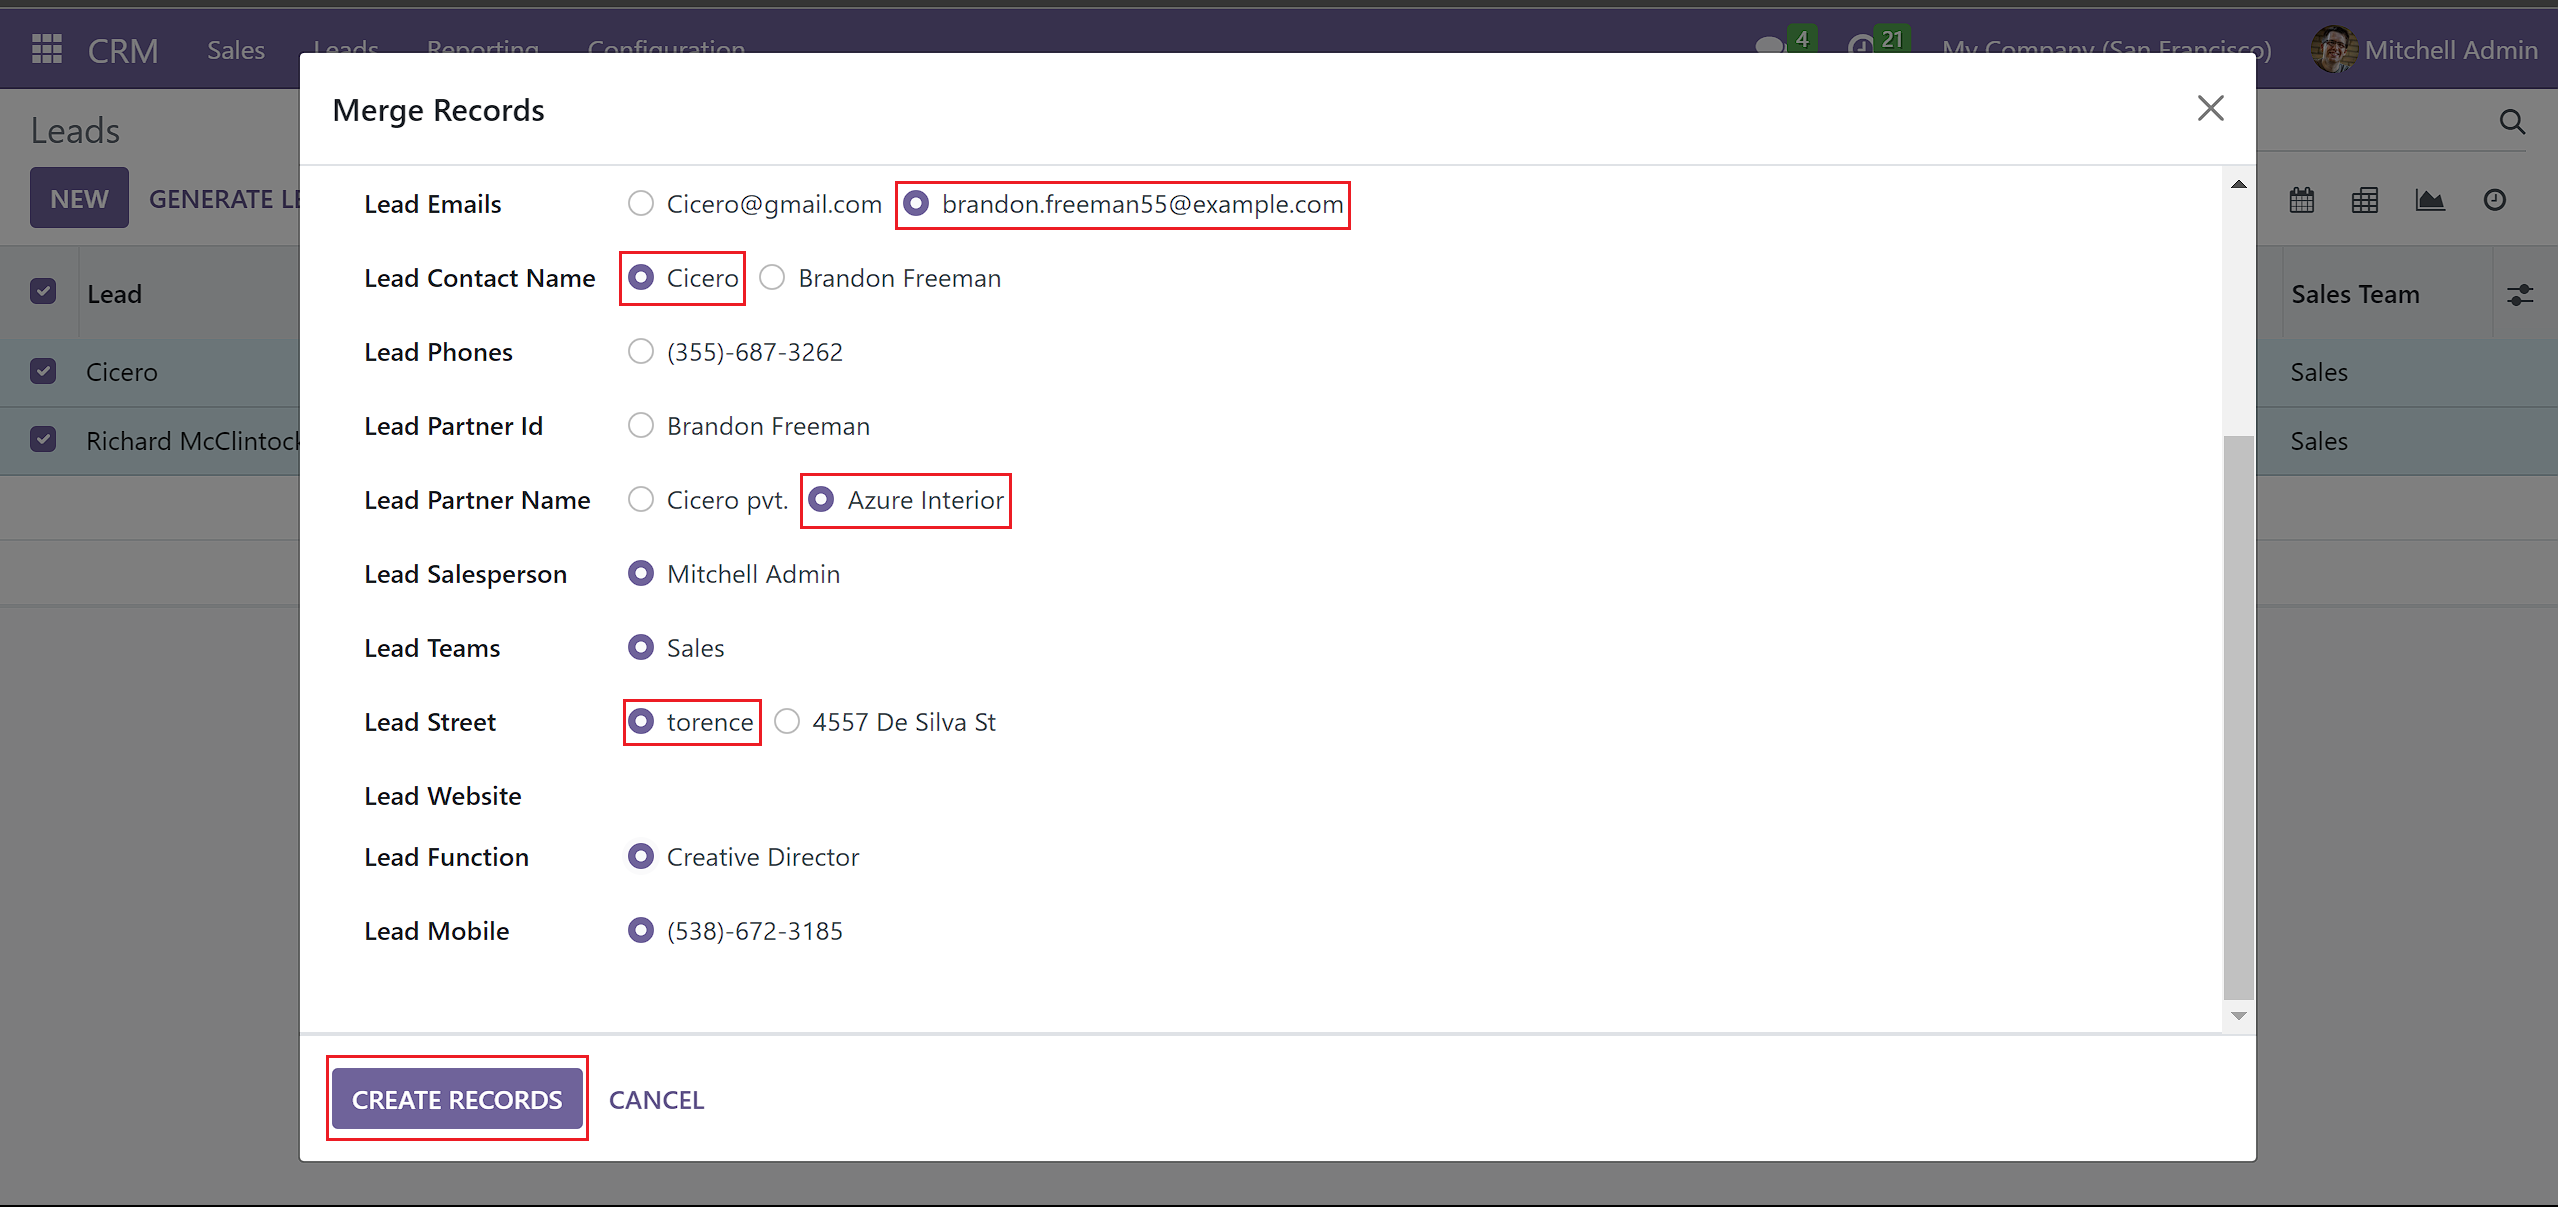 CRM Sales Leads Reporting Configuration 4 21 My Company (San Francisco) Mitchell Admin
Leads
NEW GENERATE LE
Lead Sales Team
Cicero Sales
Richard McClintock Sales
Merge Records
Lead Emails Cicero@gmail.com brandon.freeman55@example.com
Lead Contact Name Cicero Brandon Freeman
Lead Phones (355)-687-3262
Lead Partner Id Brandon Freeman
Lead Partner Name Cicero pvt. Azure Interior
Lead Salesperson Mitchell Admin
Lead Teams Sales
Lead Street torence 4557 De Silva St
Lead Website
Lead Function Creative Director
Lead Mobile (538)-672-3185
CREATE RECORDS CANCEL